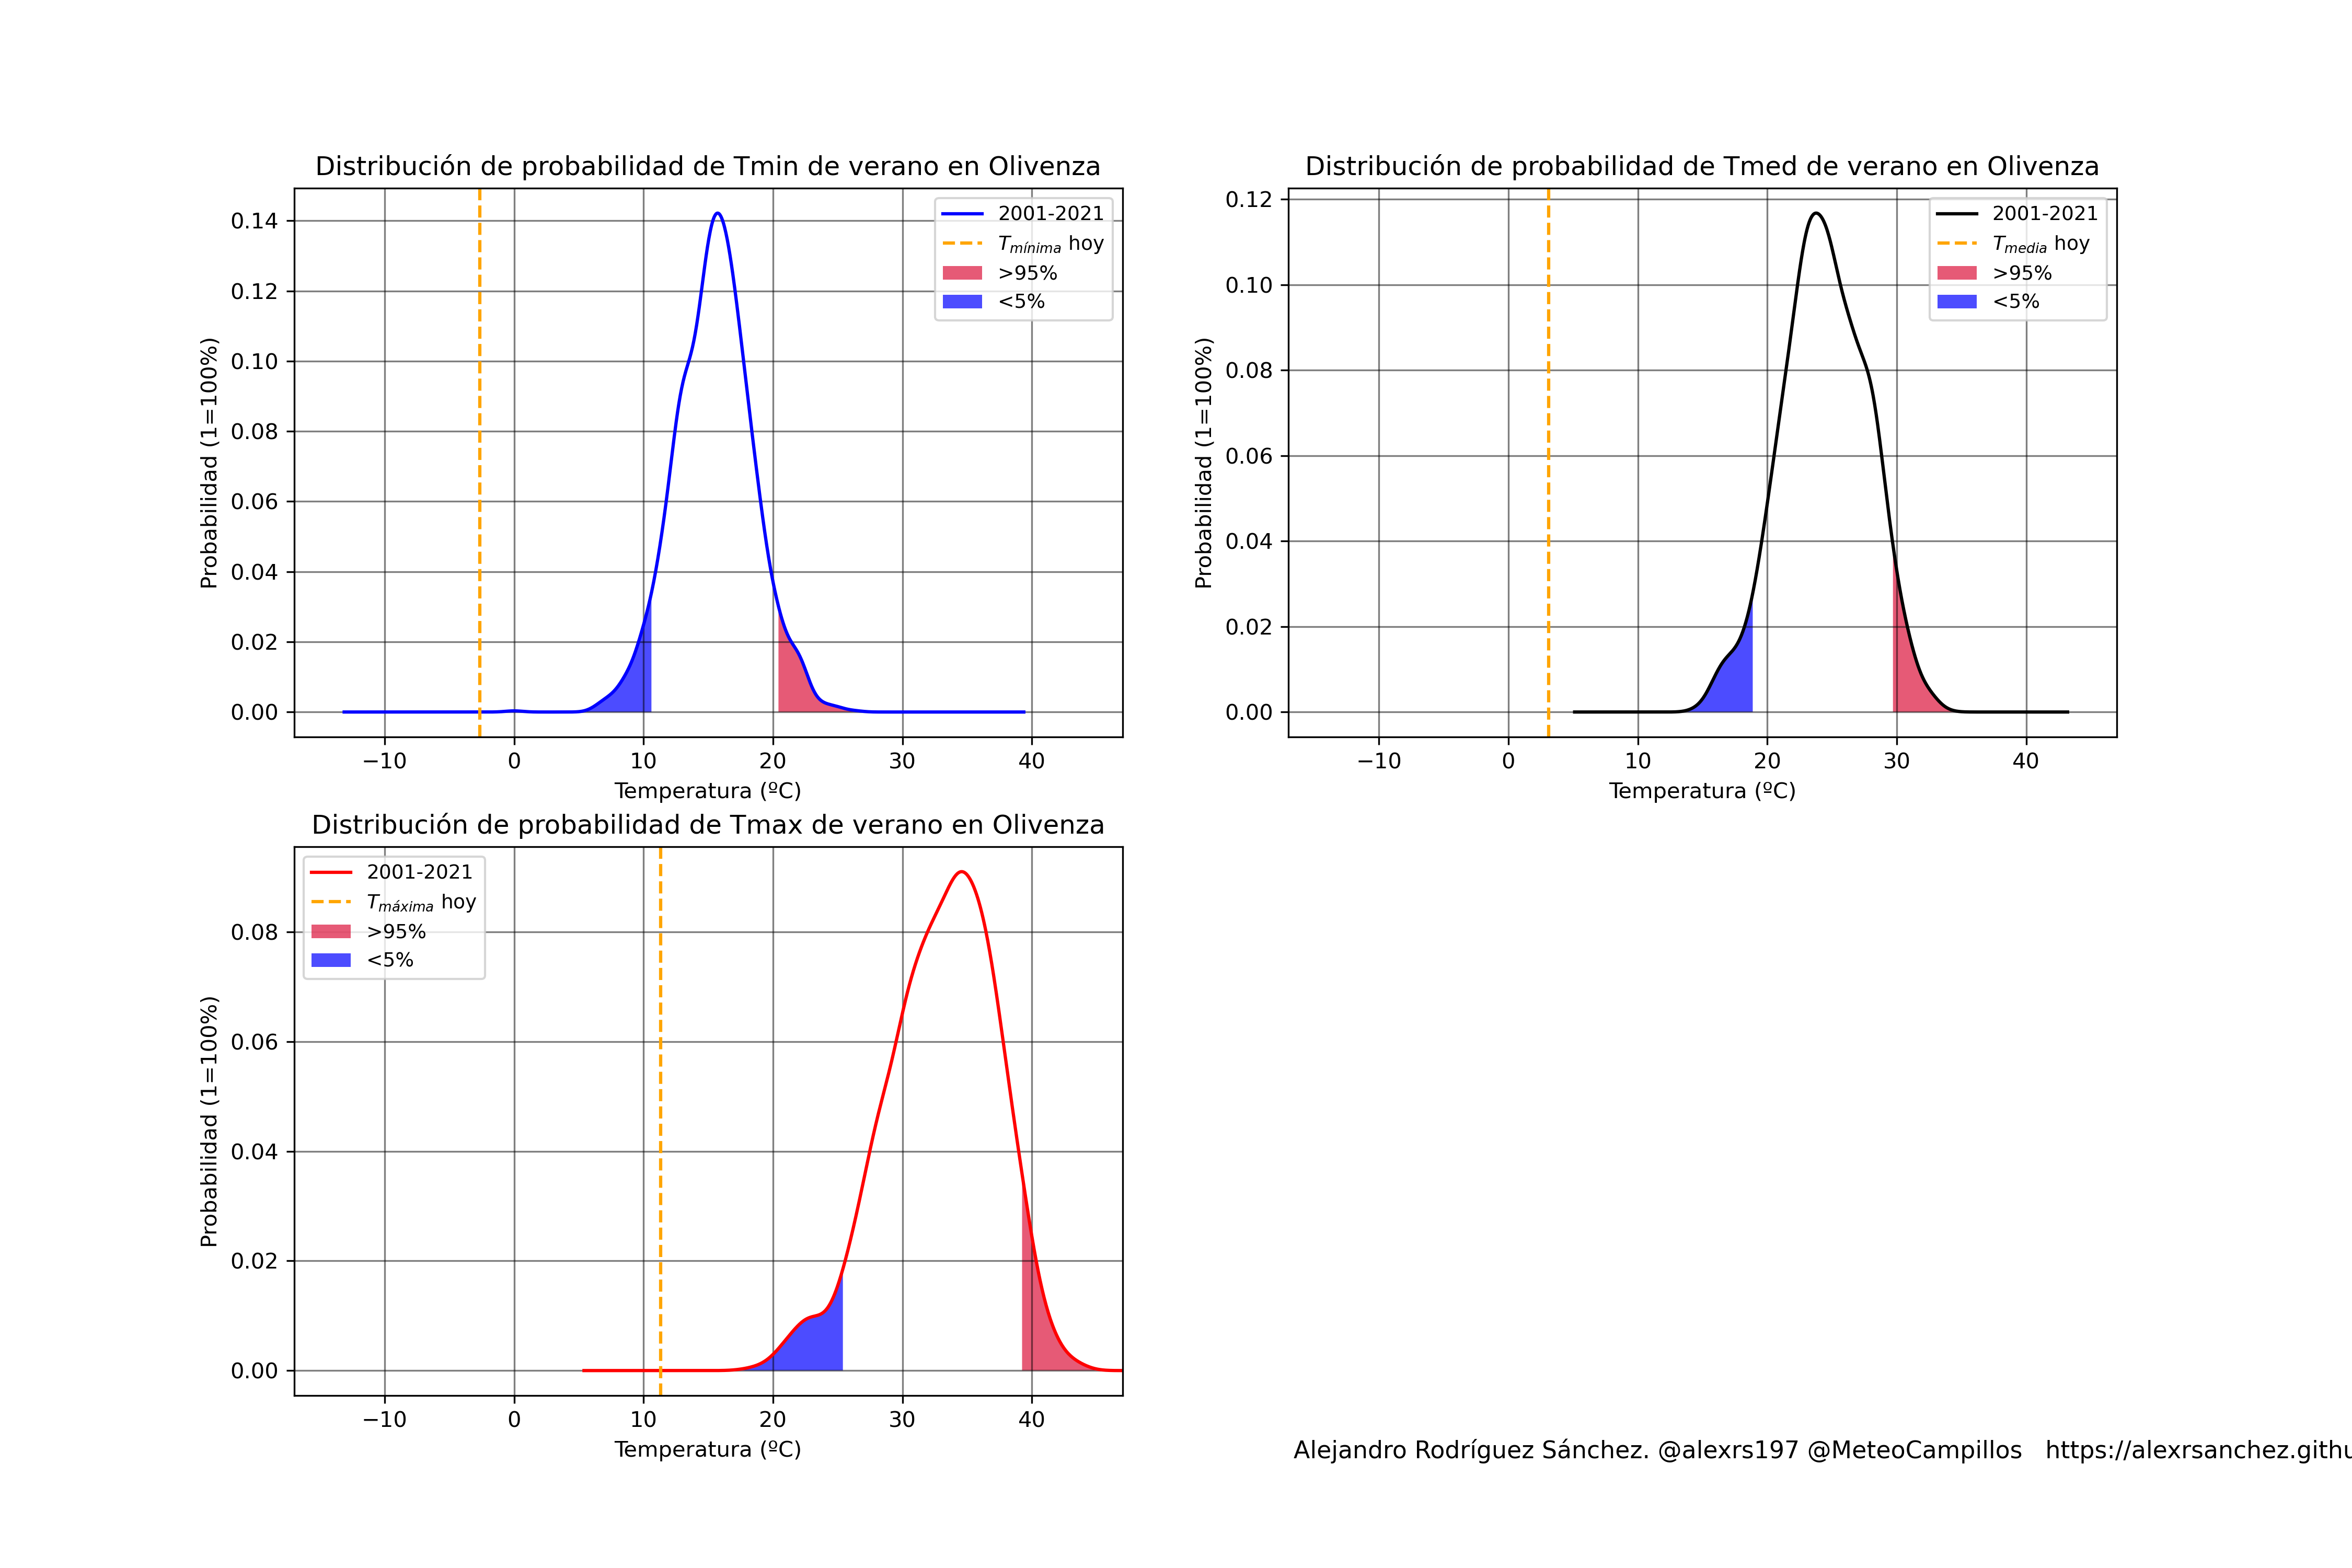 Distribución de probabilidad de Tmin de verano en Olivenza
Probabilidad (1=100%)
0.14
0.12
0.10
0.08
0.06
0.04
0.02
0.00
−10 0 10 20 30 40
Temperatura (ºC)
2001-2021
Tmínima hoy
>95%
<5%
Distribución de probabilidad de Tmed de verano en Olivenza
Probabilidad (1=100%)
0.12
0.10
0.08
0.06
0.04
0.02
0.00
−10 0 10 20 30 40
Temperatura (ºC)
2001-2021
Tmedia hoy
>95%
<5%
Distribución de probabilidad de Tmax de verano en Olivenza
Probabilidad (1=100%)
0.08
0.06
0.04
0.02
0.00
−10 0 10 20 30 40
Temperatura (ºC)
2001-2021
Tmáxima hoy
>95%
<5%
Alejandro Rodríguez Sánchez. @alexrs197 @MeteoCampillos https://alexrsanchez.githu